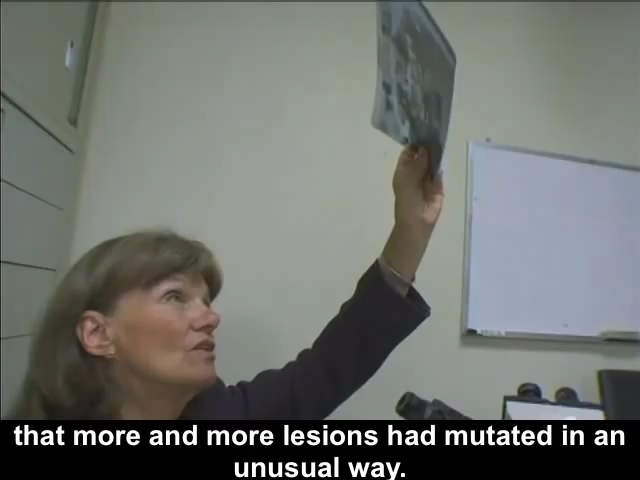 that more and more lesions had mutated in an
unusual way.